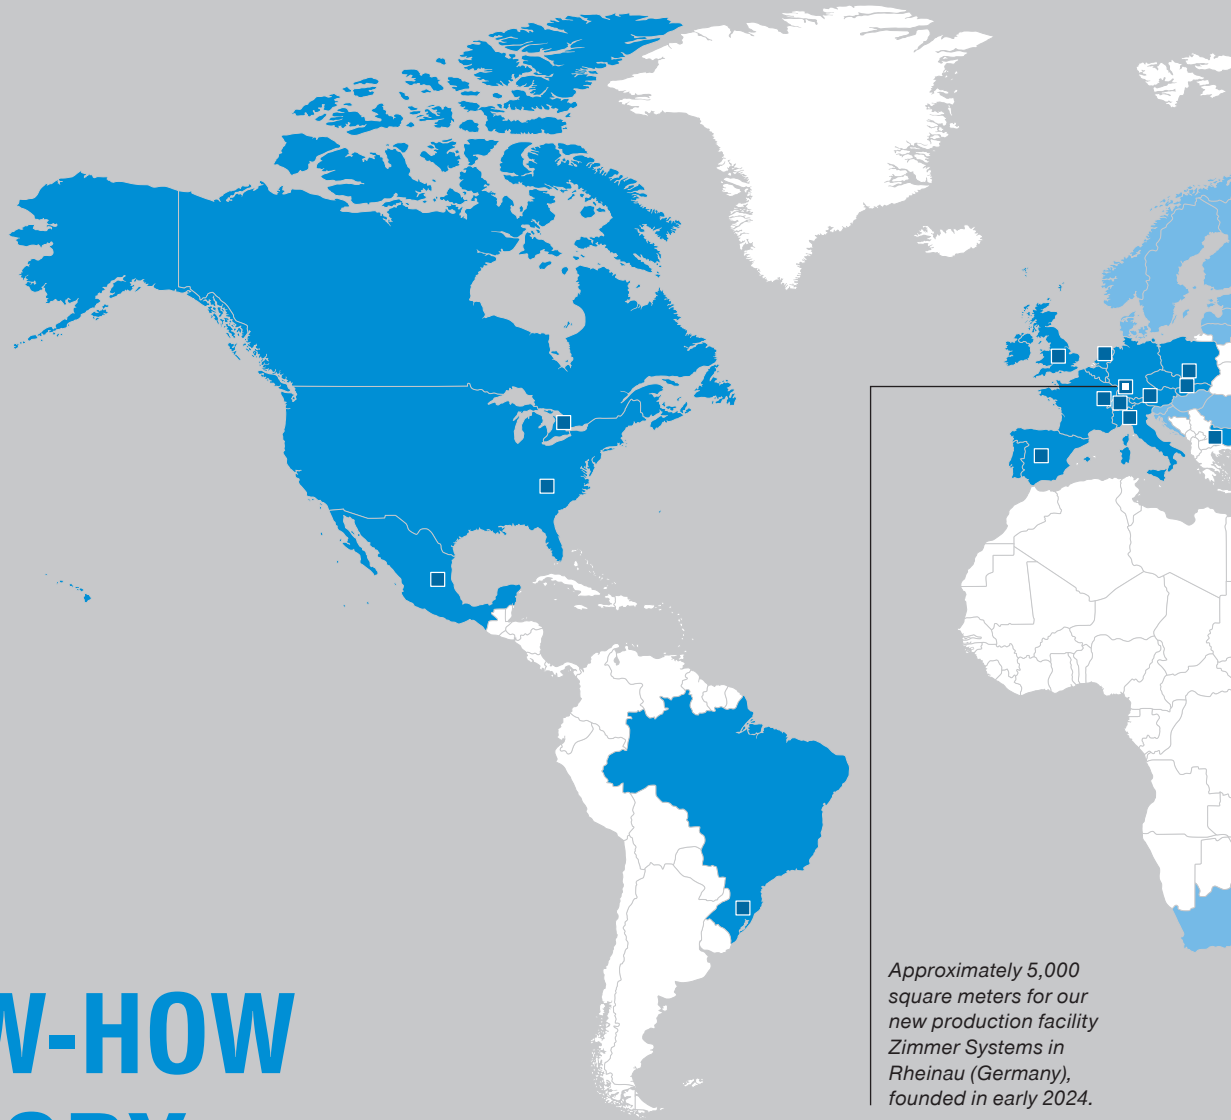 Approximately 5,000
square meters for our
new production facility
Zimmer Systems in
Rheinau (Germany),
founded in early 2024.
W-HOW